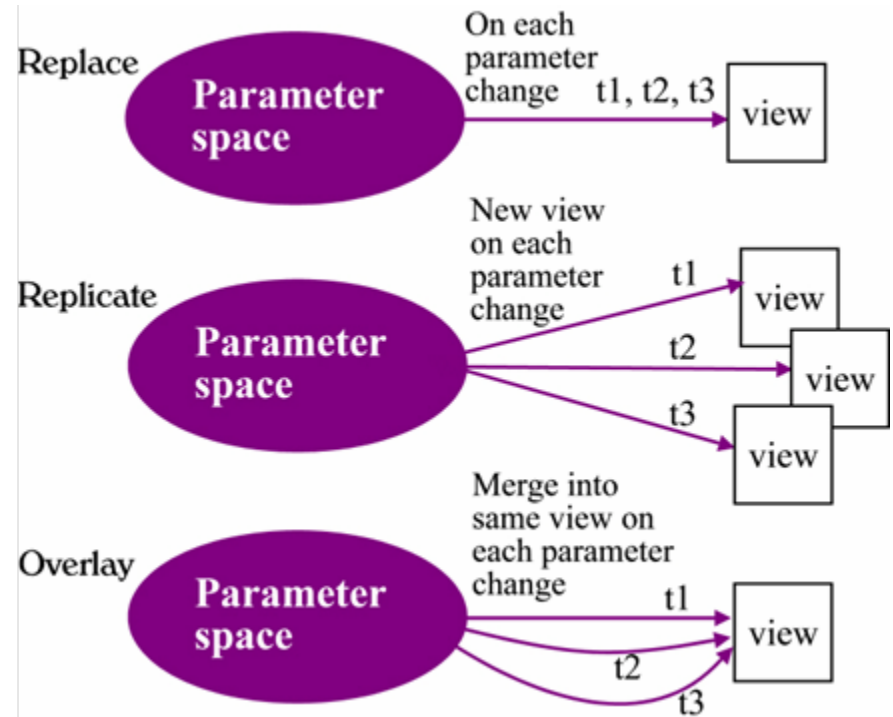 Replace
Parameter
space
On each
parameter
change
t1, t2, t3
view
Replicate
Parameter
space
New view
on each
parameter
change
t1
t2
t3
view
view
view
Overlay
Parameter
space
Merge into
same view on
each parameter
change
t1
t2
t3
view